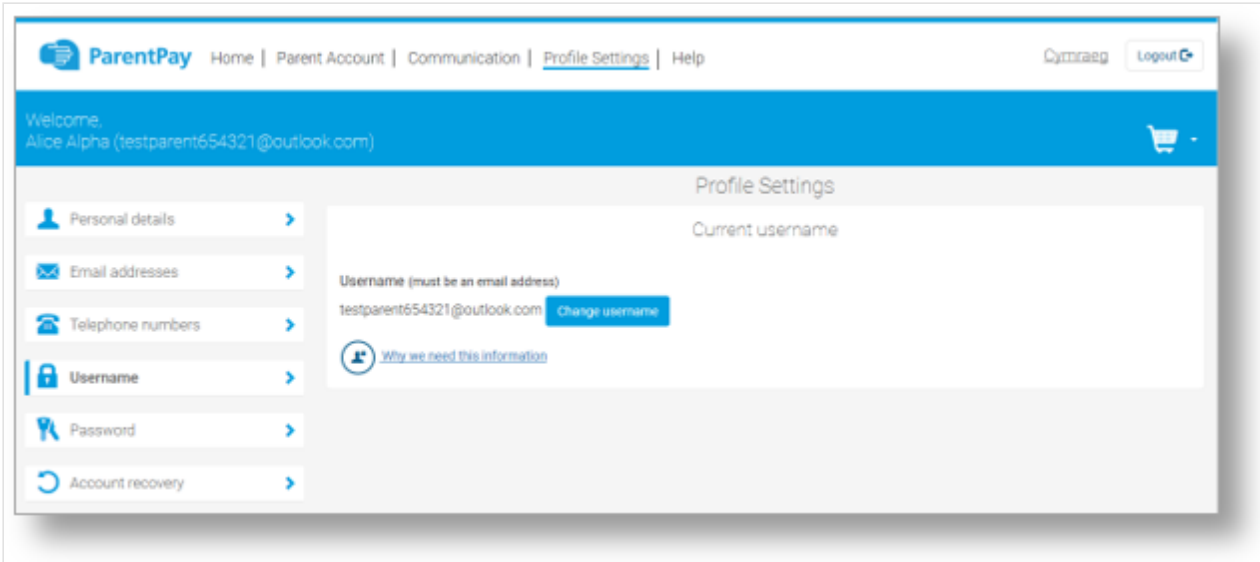 ParentPay Home | Parent Account | Communication | Profile Settings | Help Cymraeg Logout
Welcome,
Alice Alpha (testparent654321@outlook.com)
Profile Settings
Personal details
Email addresses
Telephone numbers
Username
Password
Account recovery
Current username
Username (must be an email address)
testparent654321@outlook.com Change username
Why we need this information